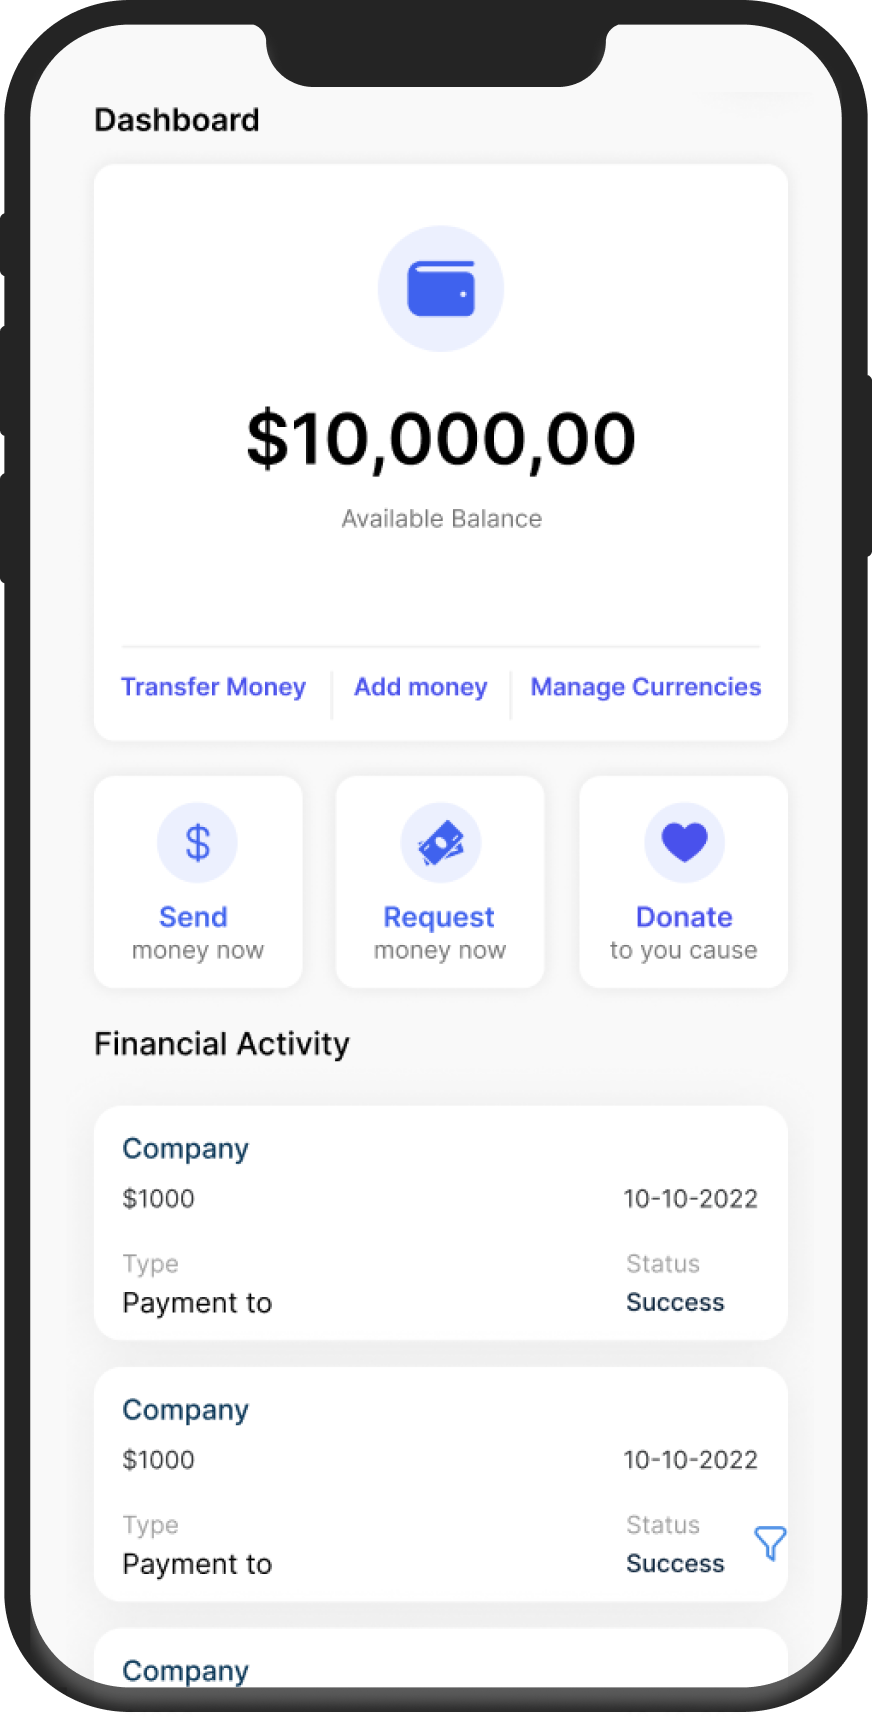 Dashboard
$10,000,00
Available Balance
Transfer Money
Add money
Manage Currencies
$
Send
money now
Request
money now
Donate
to you cause
Financial Activity
Company
$1000
10-10-2022
Type
Status
Payment to
Success
Company
$1000
10-10-2022
Type
Status
Payment to
Success
Company